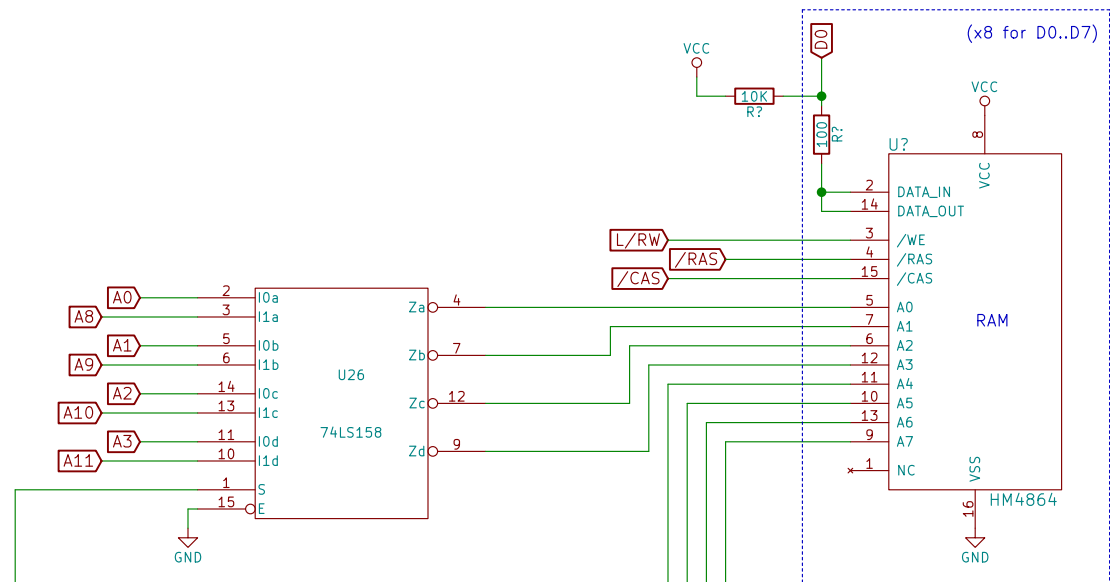 (x8 for D0..D7)
D0
VCC
10K
R?
100
R?
VCC
8
U?
VCC
2 DATA_IN
14 DATA_OUT
L/RW 3 /WE
/RAS 4 /RAS
/CAS 15 /CAS
A0 2 I0a Za 4 5 A0
A8 3 I1a 7 A1
RAM
A1 5 I0b Zb 7 6 A2
A9 6 I1b 12 A3
U26
11 A4
A2 14 I0c Zc 12 10 A5
A10 13 I1c 13 A6
74LS158
A3 11 I0d Zd 9 9 A7
A11 10 I1d 1 NC
VSS
1 S
HM4864
15 E
16
GND
GND